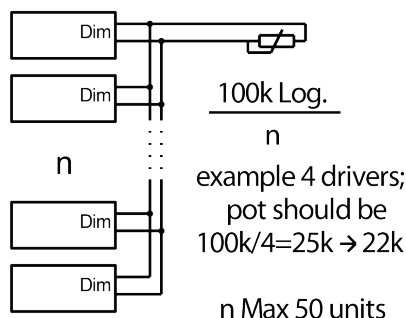 Dim
Dim
100k Log.
n
n
example 4 drivers;
pot should be
100k/4=25k → 22k
Dim
Dim
n Max 50 units